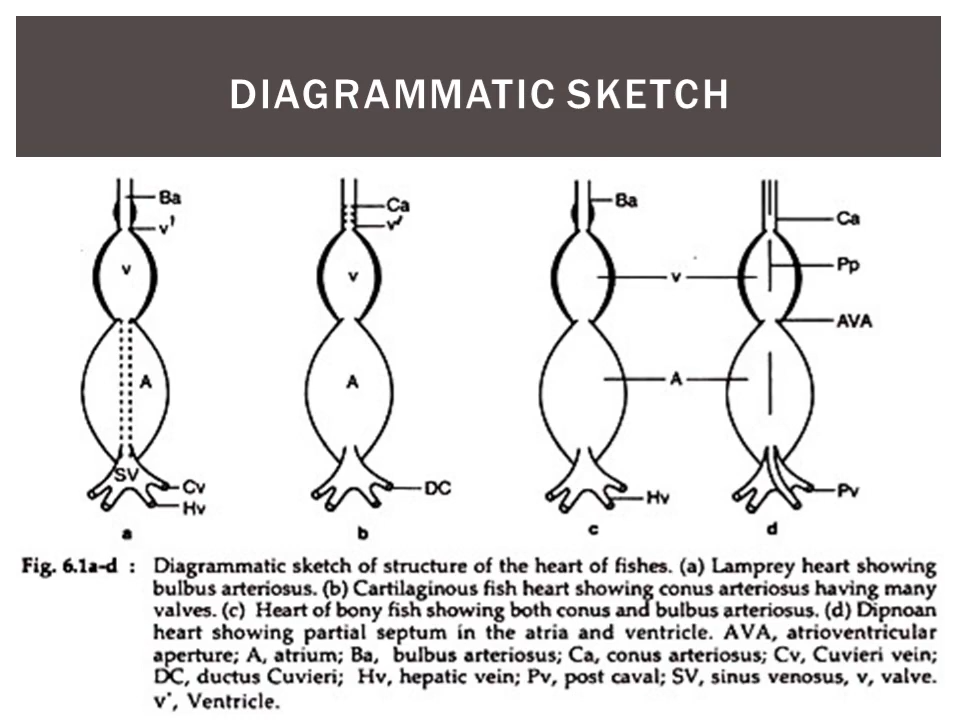 DIAGRAMMATIC SKETCH
Ba
v'
v
A
SV
Cv
Hv
a
Ca
v'
v
A
DC
b
Ba
v
A
Hv
c
Ca
Pp
AVA
Pv
d
Fig. 6.1a-d : Diagrammatic sketch of structure of the heart of fishes. (a) Lamprey heart showing
bulbus arteriosus. (b) Cartilaginous fish heart showing conus arteriosus having many
valves. (c) Heart of bony fish showing both conus and bulbus arteriosus. (d) Dipnoan
heart showing partial septum in the atria and ventricle. AVA, atrioventricular
aperture; A, atrium; Ba, bulbus arteriosus; Ca, conus arteriosus; Cv, Cuvieri vein;
DC, ductus Cuvieri; Hv, hepatic vein; Pv, post caval; SV, sinus venosus, v, valve.
v', Ventricle.